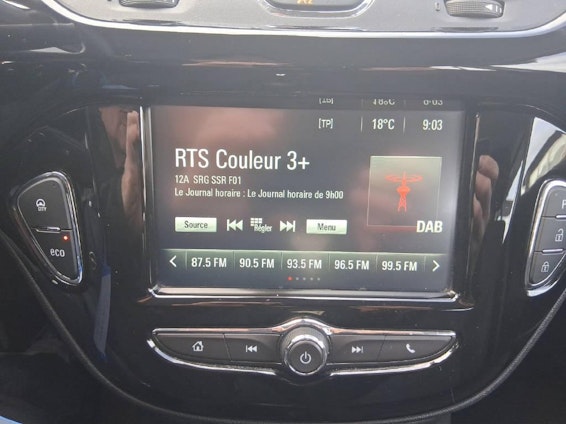 [TP] 18°C 9:03
RTS Couleur 3+
12A SRG SSR F01
Le Journal horaire : Le Journal horaire de 9h00
Source Régler Menu
DAB
87.5 FM 90.5 FM 93.5 FM 96.5 FM 99.5 FM
eco